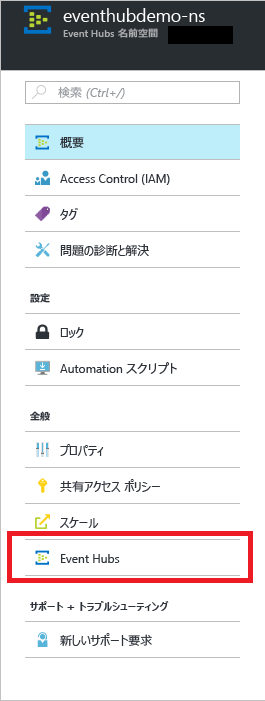 eventhubdemo-ns
Event Hubs 名前空間
検索 (Ctrl+/)
概要
Access Control (IAM)
タグ
問題の診断と解決
設定
ロック
Automation スクリプト
全般
プロパティ
共有アクセス ポリシー
スケール
Event Hubs
サポート + トラブルシューティング
新しいサポート要求